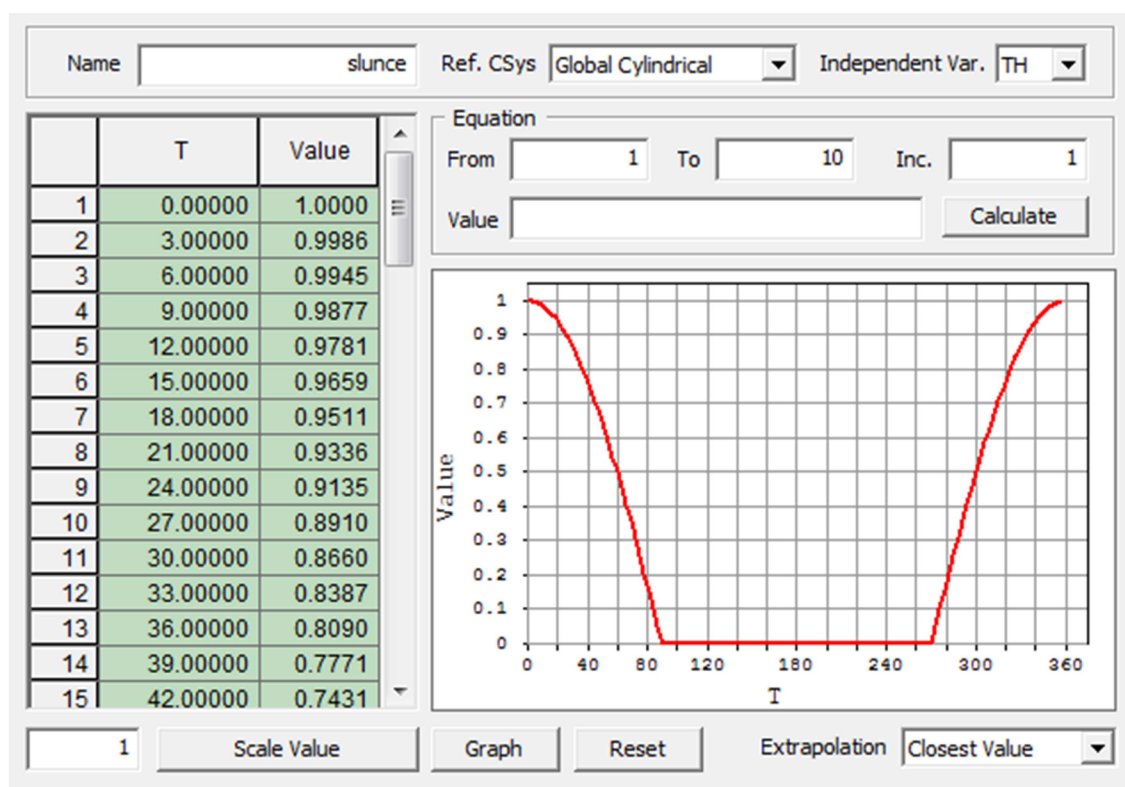 Name slunce Ref. CSys Global Cylindrical Independent Var. TH
T Value
1 0.00000 1.0000
2 3.00000 0.9986
3 6.00000 0.9945
4 9.00000 0.9877
5 12.00000 0.9781
6 15.00000 0.9659
7 18.00000 0.9511
8 21.00000 0.9336
9 24.00000 0.9135
10 27.00000 0.8910
11 30.00000 0.8660
12 33.00000 0.8387
13 36.00000 0.8090
14 39.00000 0.7771
15 42.00000 0.7431
Equation
From 1 To 10 Inc. 1
Value Calculate
1
0.9
0.8
0.7
0.6
0.5
0.4
0.3
0.2
0.1
0
Value
0 40 80 120 180 240 300 360
T
1 Scale Value Graph Reset Extrapolation Closest Value